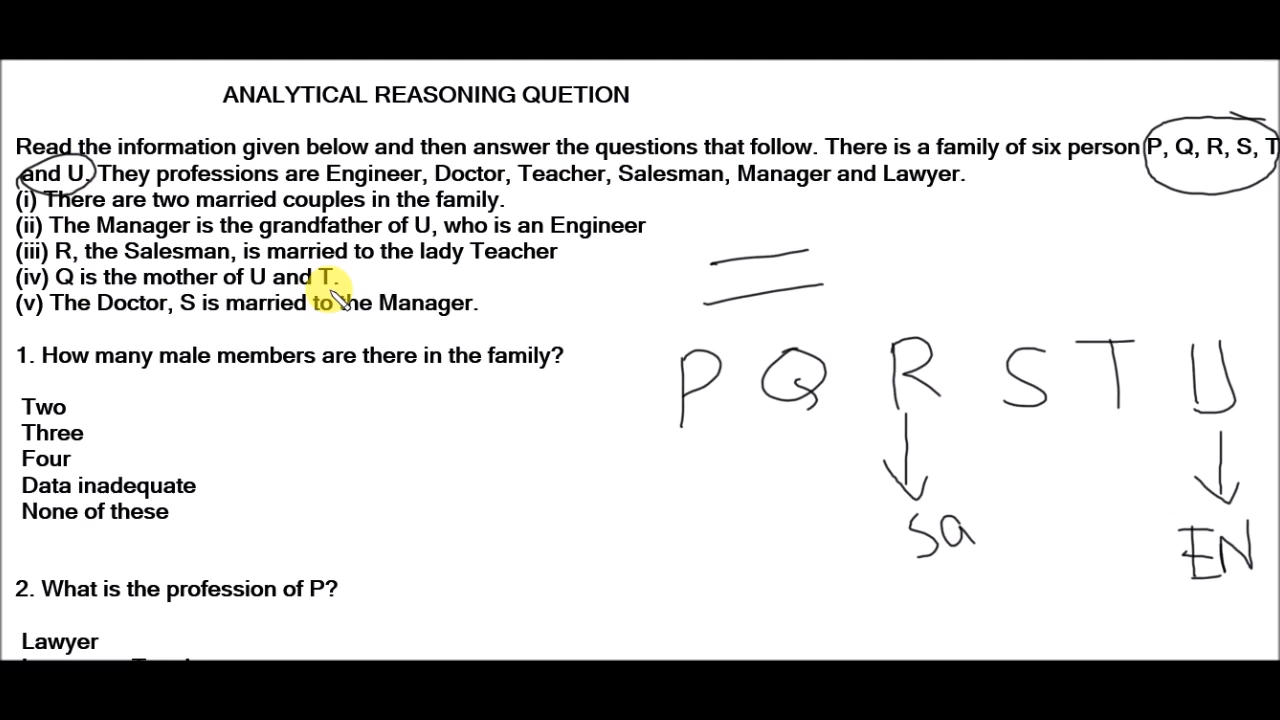 ANALYTICAL REASONING QUETION
Read the information given below and then answer the questions that follow. There is a family of six person P, Q, R, S, T
and U. They professions are Engineer, Doctor, Teacher, Salesman, Manager and Lawyer.
(i) There are two married couples in the family.
(ii) The Manager is the grandfather of U, who is an Engineer
(iii) R, the Salesman, is married to the lady Teacher
(iv) Q is the mother of U and T.
(v) The Doctor, S is married to the Manager.
1. How many male members are there in the family?
Two
Three
Four
Data inadequate
None of these
2. What is the profession of P?
Lawyer
P Q R S T U
Sa EN